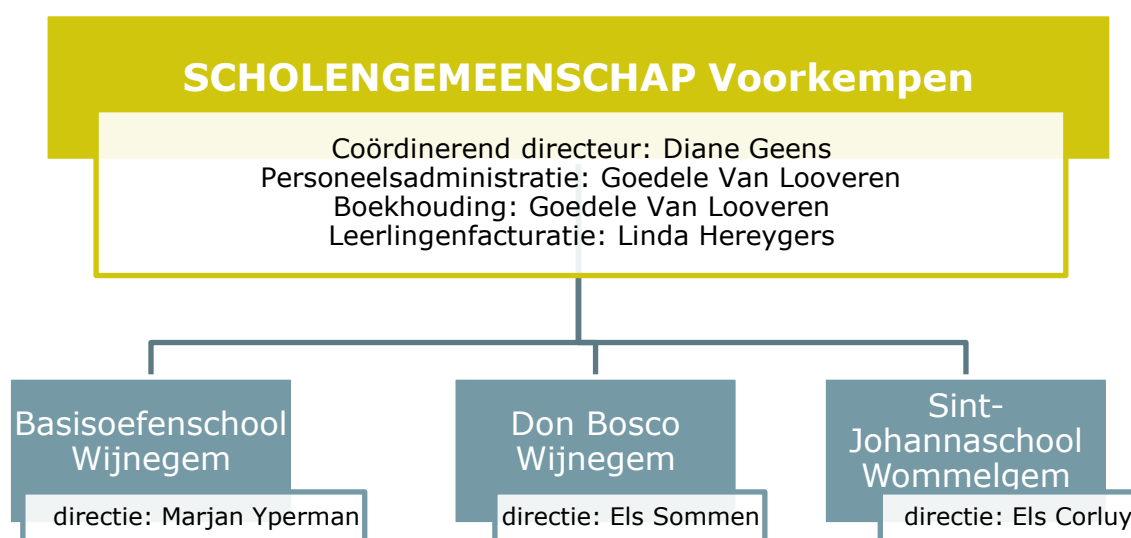 SCHOLENGEMEENSCHAP Voorkempen
Coördinerend directeur: Diane Geens
Personeelsadministratie: Goedele Van Looveren
Boekhouding: Goedele Van Looveren
Leerlingenfacturatie: Linda Hereygers
Basisoefenschool
Wijnegem
directie: Marjan Yperman
Don Bosco
Wijnegem
directie: Els Sommen
Sint-
Johannaschool
Wommelgem
directie: Els Corluy